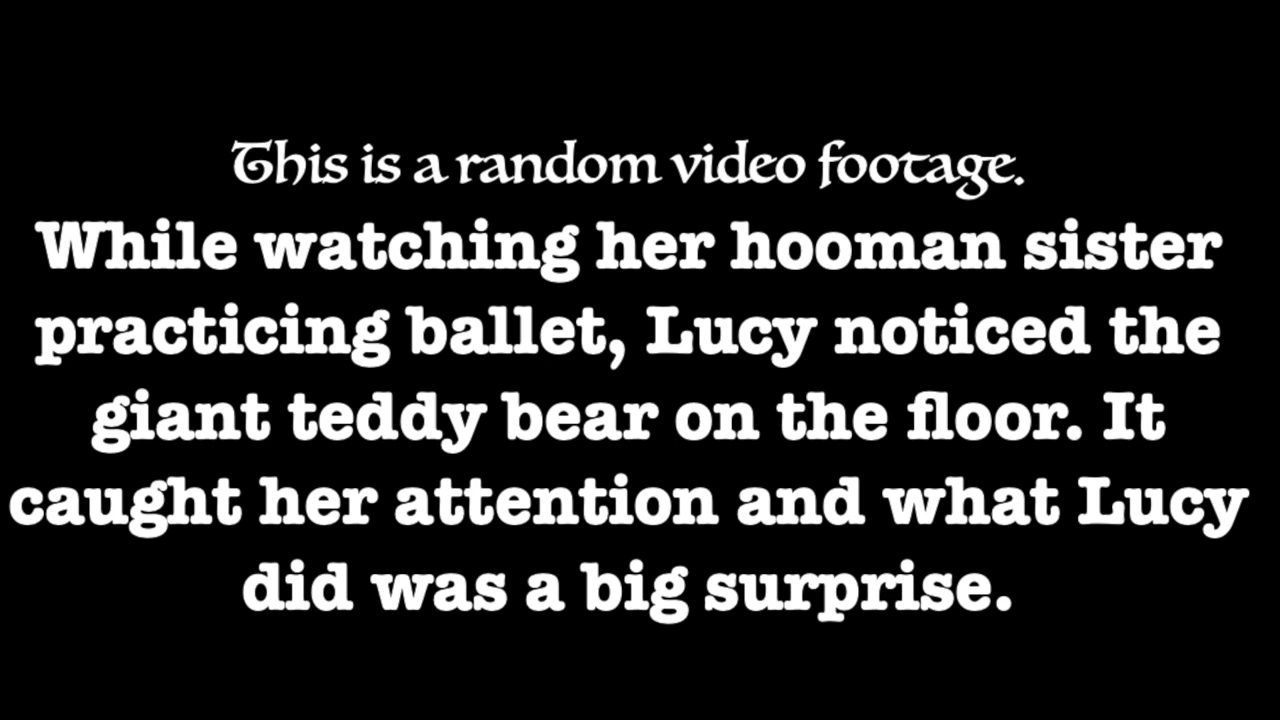 This is a random video footage.
While watching her hooman sister
practicing ballet, Lucy noticed the
giant teddy bear on the floor. It
caught her attention and what Lucy
did was a big surprise.